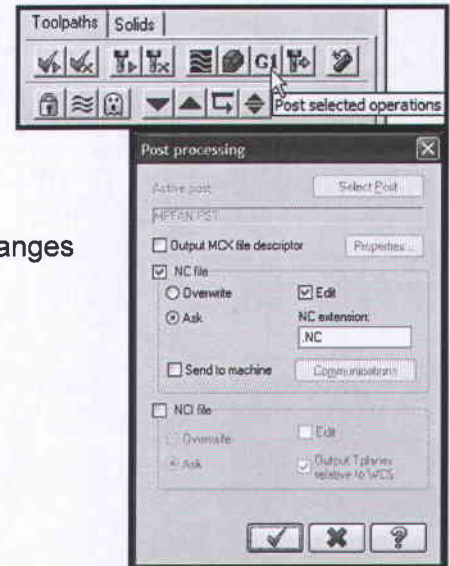 Toolpaths Solids
G1
Post selected operations
Post processing
Active post Select Post
MPFAN.PST
Output MCX file descriptor Properties...
NC file
Overwrite Edit
Ask NC extension:
.NC
Send to machine Communications
NCI file
Overwrite Edit
Ask Output Tplanes
relative to WCS
anges